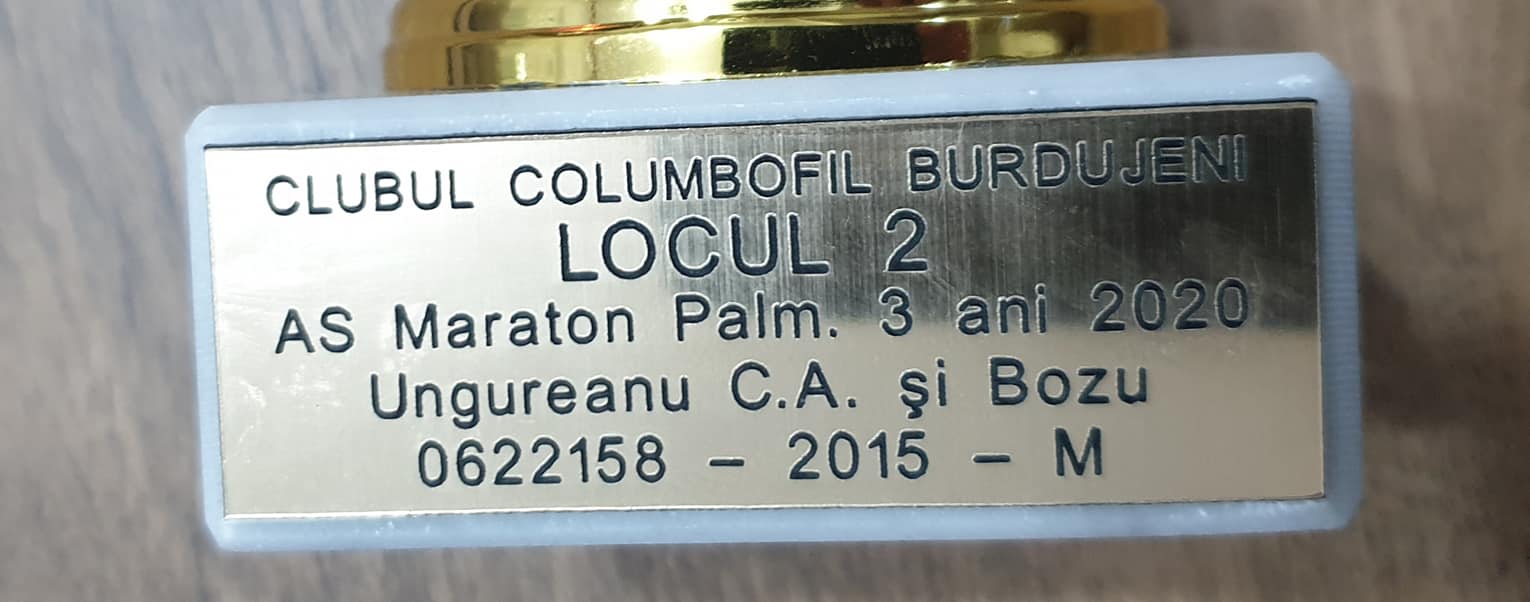 CLUBUL COLUMBOFIL BURDUJENI
LOCUL 2
AS Maraton Palm. 3 ani 2020
Ungureanu C.A. şi Bozu
0622158 – 2015 – M